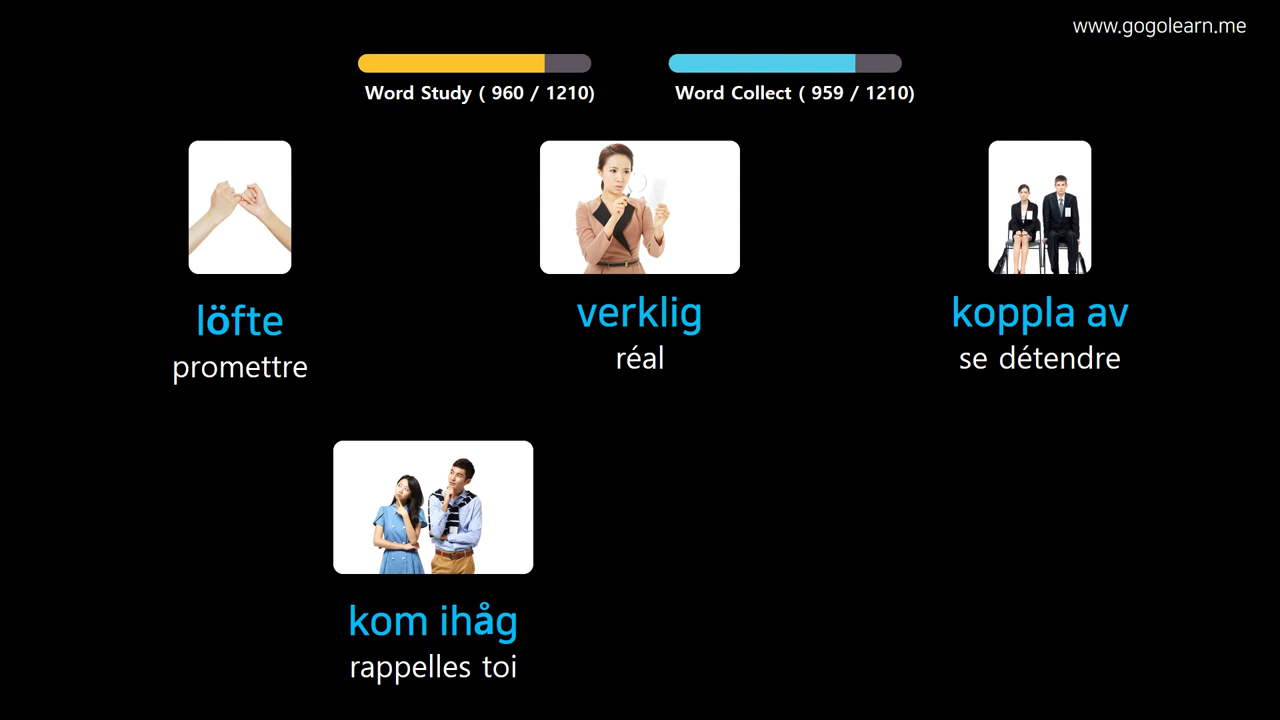 www.gogolearn.me
Word Study ( 960 / 1210)
Word Collect ( 959 / 1210)
löfte
promettre
verklig
réal
koppla av
se détendre
kom ihåg
rappelles toi